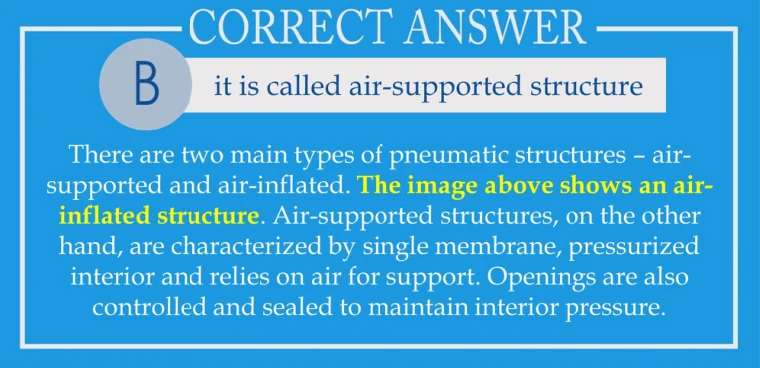 CORRECT ANSWER
B it is called air-supported structure
There are two main types of pneumatic structures – air-
supported and air-inflated. The image above shows an air-
inflated structure. Air-supported structures, on the other
hand, are characterized by single membrane, pressurized
interior and relies on air for support. Openings are also
controlled and sealed to maintain interior pressure.